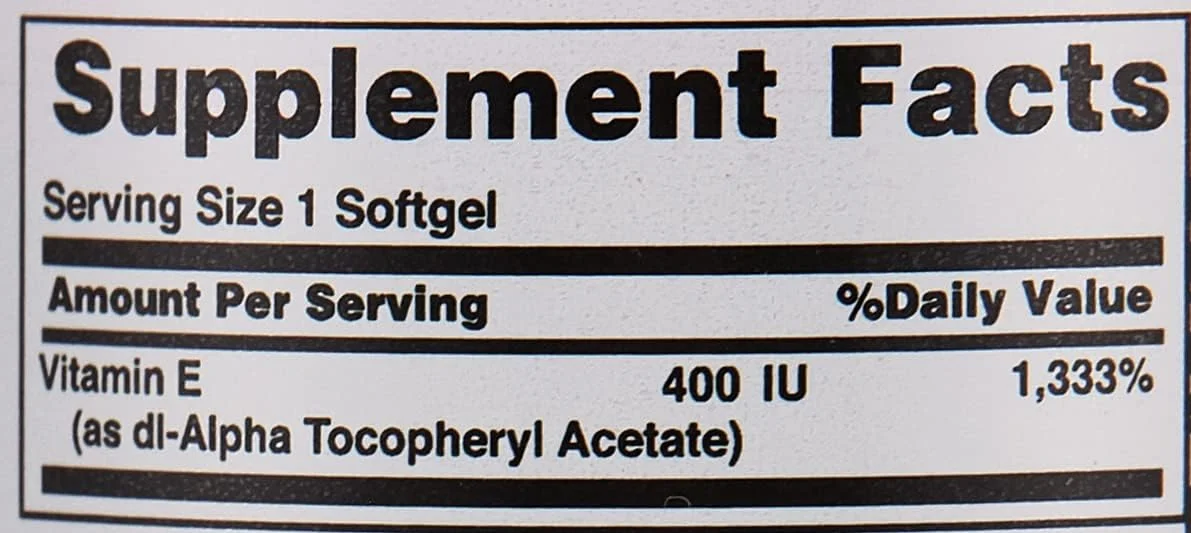 Supplement Facts
Serving Size 1 Softgel
Amount Per Serving %Daily Value
Vitamin E 400 IU 1,333%
(as dl-Alpha Tocopheryl Acetate)